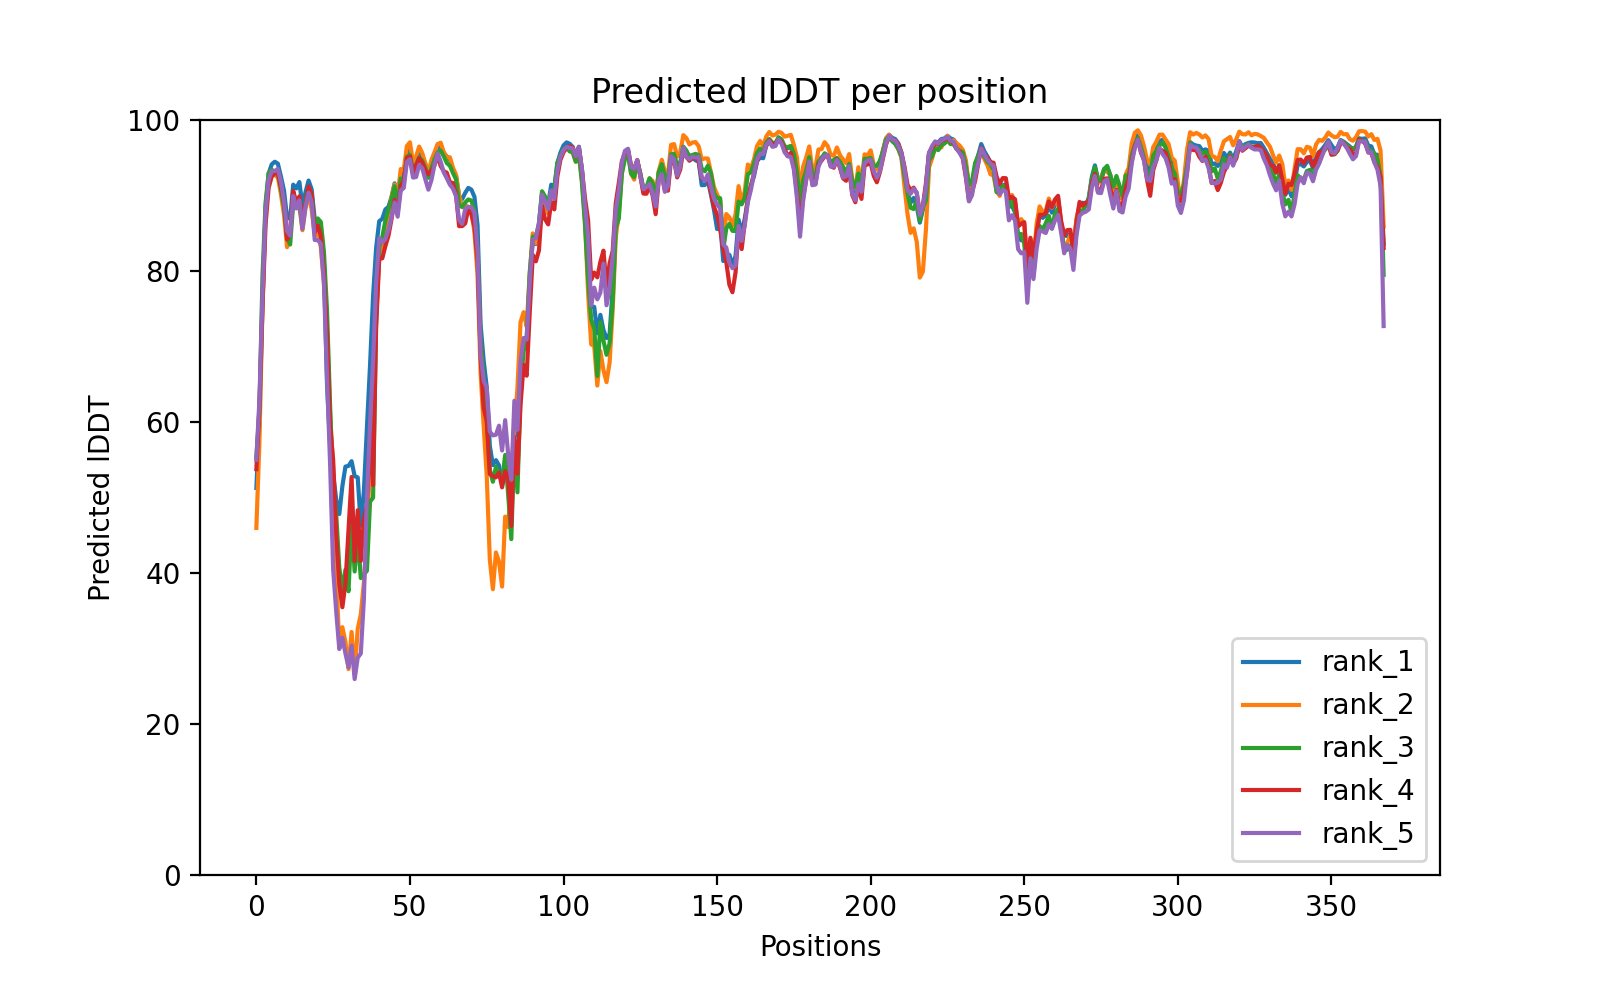 Predicted lDDT per position
100
80
60
40
20
0
Predicted lDDT
0 50 100 150 200 250 300 350
Positions
rank_1
rank_2
rank_3
rank_4
rank_5